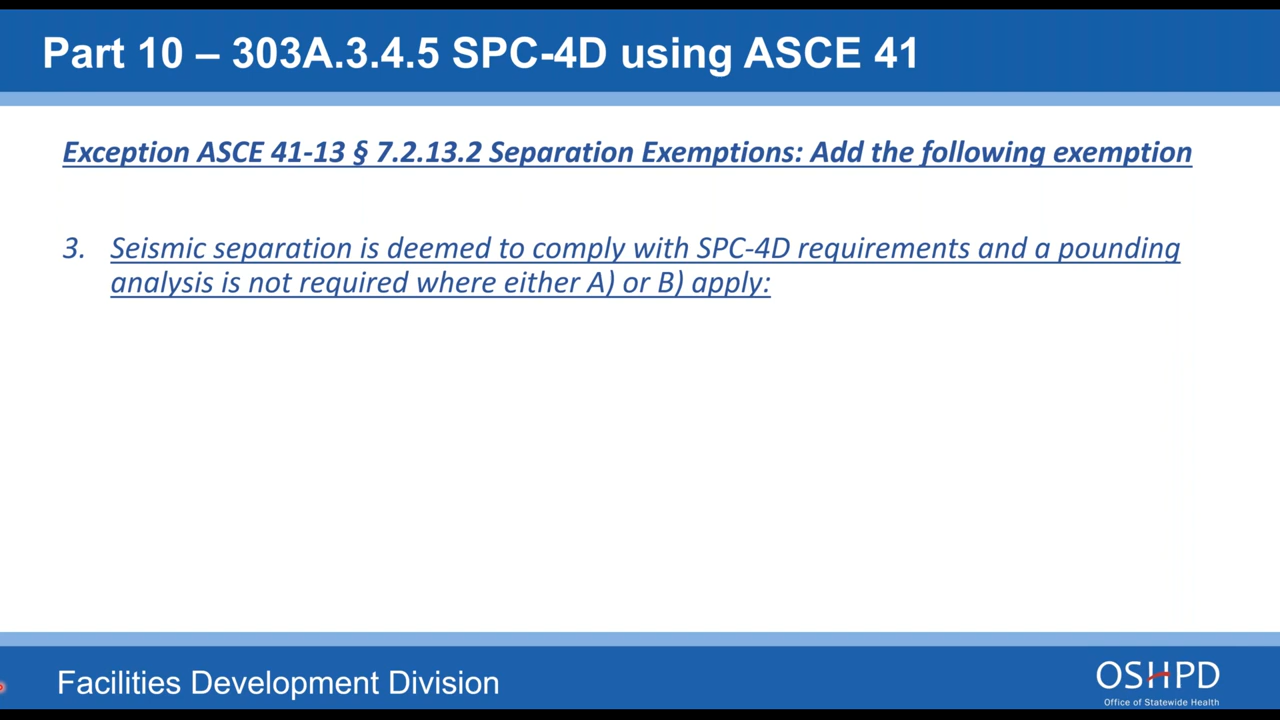 Part 10 – 303A.3.4.5 SPC-4D using ASCE 41
Exception ASCE 41-13 § 7.2.13.2 Separation Exemptions: Add the following exemption
3. Seismic separation is deemed to comply with SPC-4D requirements and a pounding
analysis is not required where either A) or B) apply:
Facilities Development Division
OSHPD
Office of Statewide Health